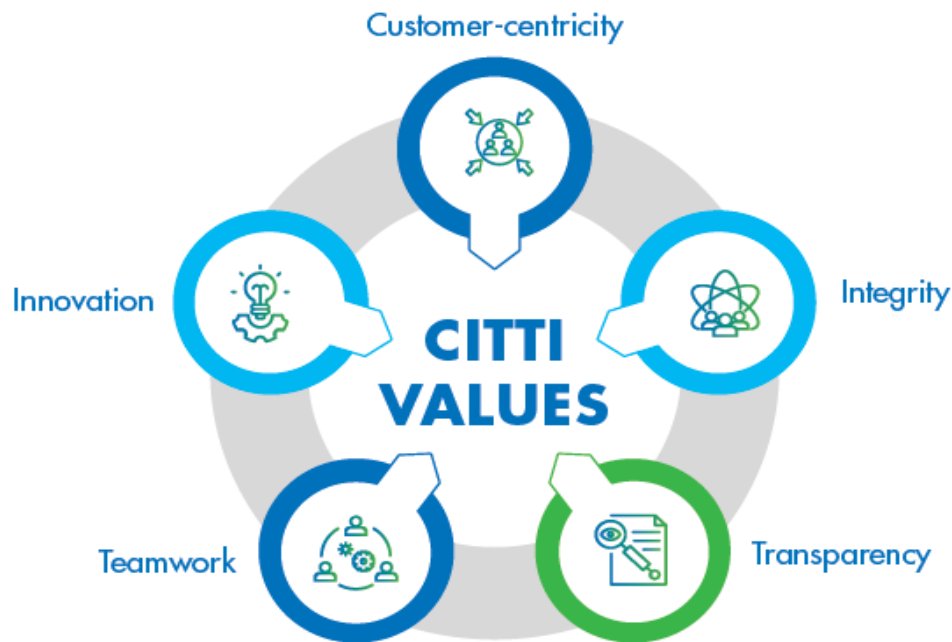 Customer-centricity
Innovation
Integrity
CITTI
VALUES
Teamwork
Transparency